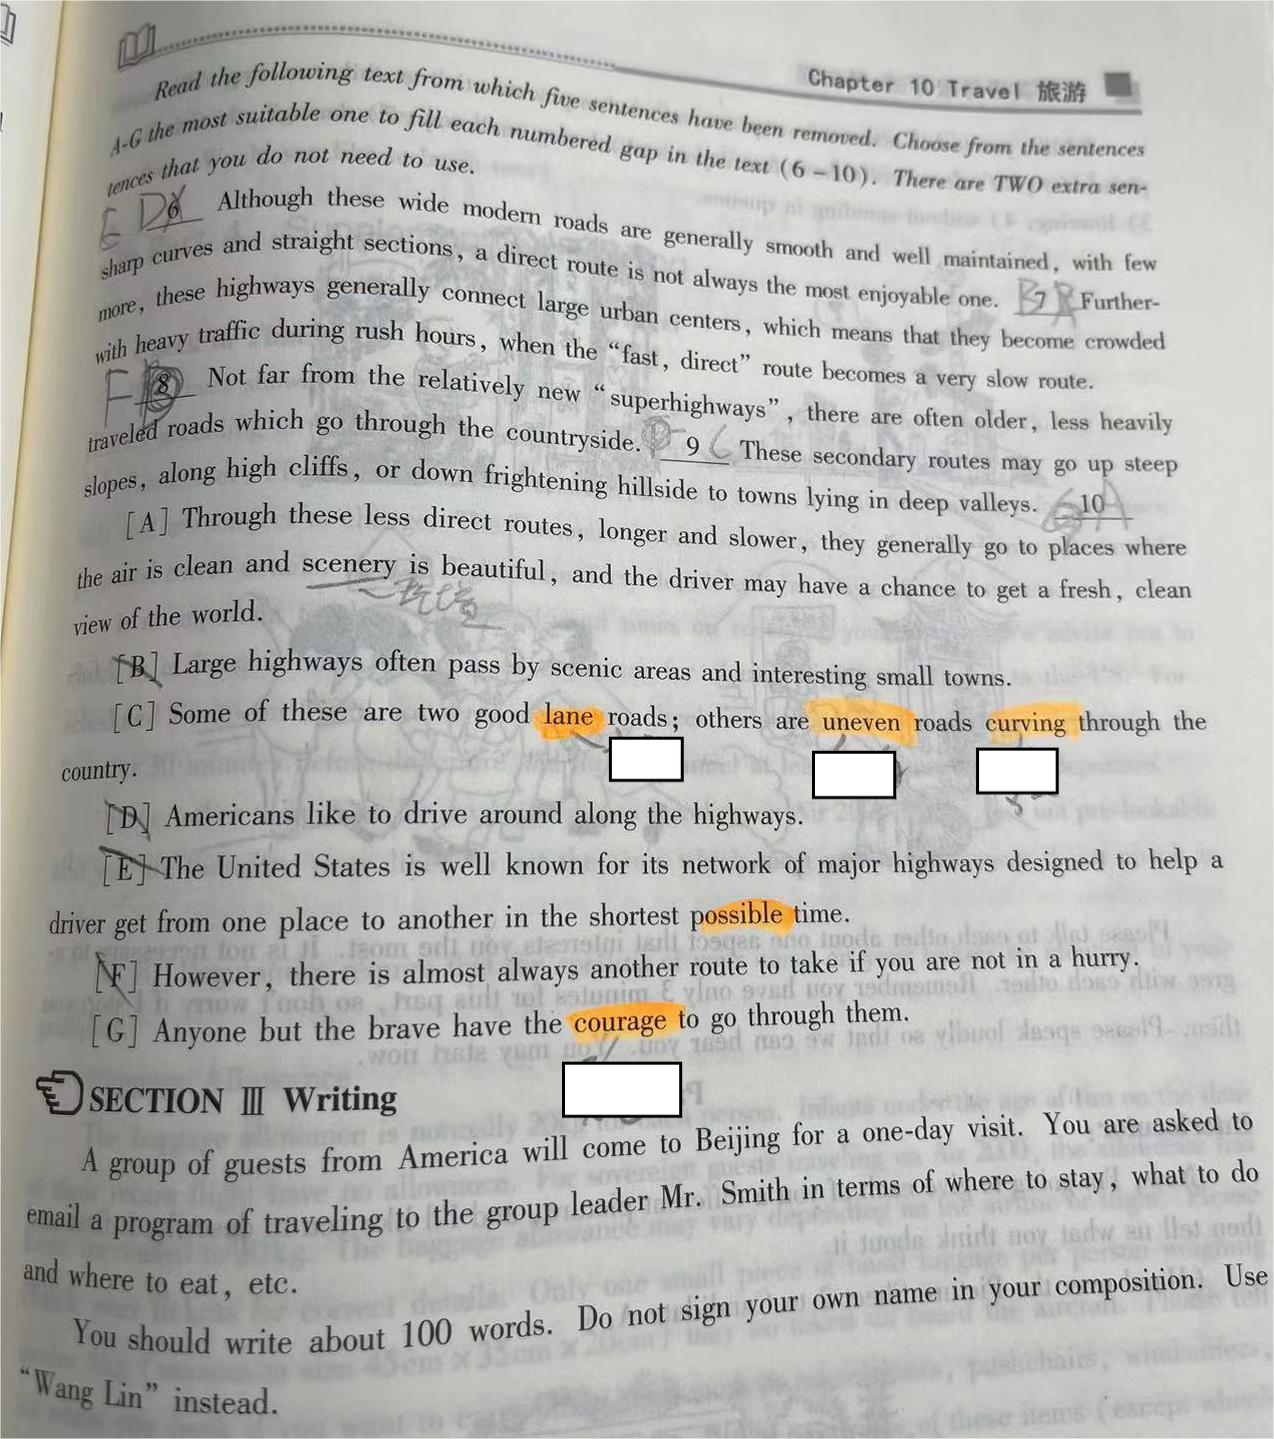 Chapter 10 Travel 旅游
Read the following text from which five sentences have been removed. Choose from the sentences
A-G the most suitable one to fill each numbered gap in the text (6-10). There are TWO extra sen-
tences that you do not need to use.
E D 6 Although these wide modern roads are generally smooth and well maintained, with few
sharp curves and straight sections, a direct route is not always the most enjoyable one. B 7 Further-
more, these highways generally connect large urban centers, which means that they become crowded
with heavy traffic during rush hours, when the “fast, direct” route becomes a very slow route.
F 8 Not far from the relatively new “superhighways”, there are often older, less heavily
traveled roads which go through the countryside. 9 C These secondary routes may go up steep
slopes, along high cliffs, or down frightening hillside to towns lying in deep valleys. G 10 A
[A] Through these less direct routes, longer and slower, they generally go to places where
the air is clean and scenery is beautiful, and the driver may have a chance to get a fresh, clean
view of the world.
[B] Large highways often pass by scenic areas and interesting small towns.
[C] Some of these are two good lane roads; others are uneven roads curving through the
country.
[D] Americans like to drive around along the highways.
[E] The United States is well known for its network of major highways designed to help a
driver get from one place to another in the shortest possible time.
[F] However, there is almost always another route to take if you are not in a hurry.
[G] Anyone but the brave have the courage to go through them.
SECTION Ⅲ Writing
A group of guests from America will come to Beijing for a one-day visit. You are asked to
email a program of traveling to the group leader Mr. Smith in terms of where to stay, what to do
and where to eat, etc.
You should write about 100 words. Do not sign your own name in your composition. Use
“Wang Lin” instead.